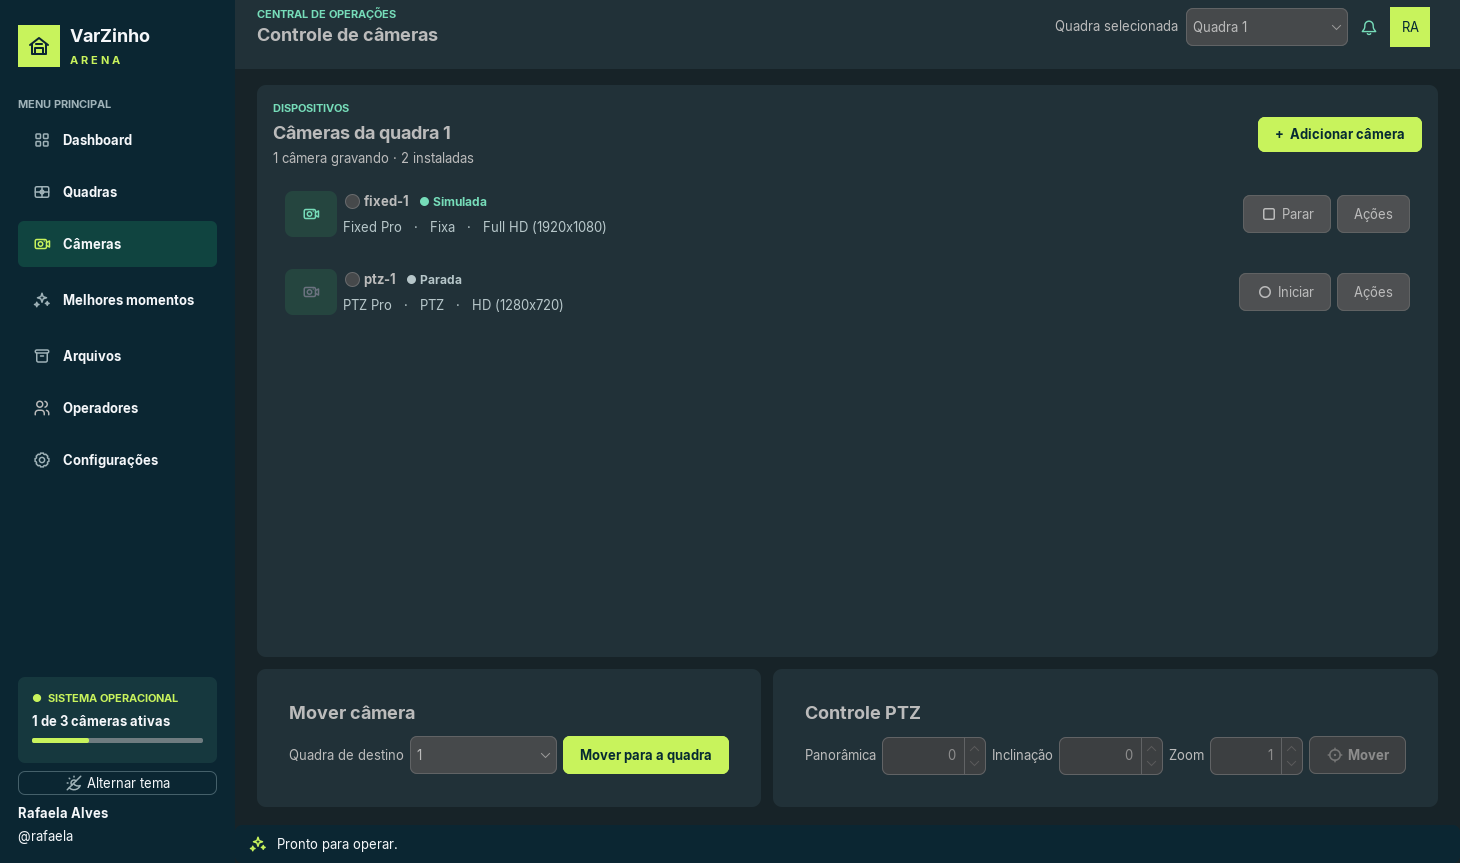 VarZinho
ARENA
MENU PRINCIPAL
Dashboard
Quadras
Câmeras
Melhores momentos
Arquivos
Operadores
Configurações
SISTEMA OPERACIONAL
1 de 3 câmeras ativas
Alternar tema
Rafaela Alves
@rafaela
CENTRAL DE OPERAÇÕES
Controle de câmeras
Quadra selecionada Quadra 1 RA
DISPOSITIVOS
Câmeras da quadra 1
1 câmera gravando · 2 instaladas
+ Adicionar câmera
fixed-1 Simulada
Fixed Pro · Fixa · Full HD (1920x1080)
Parar Ações
ptz-1 Parada
PTZ Pro · PTZ · HD (1280x720)
Iniciar Ações
Mover câmera
Quadra de destino 1 Mover para a quadra
Controle PTZ
Panorâmica 0 Inclinação 0 Zoom 1 Mover
Pronto para operar.